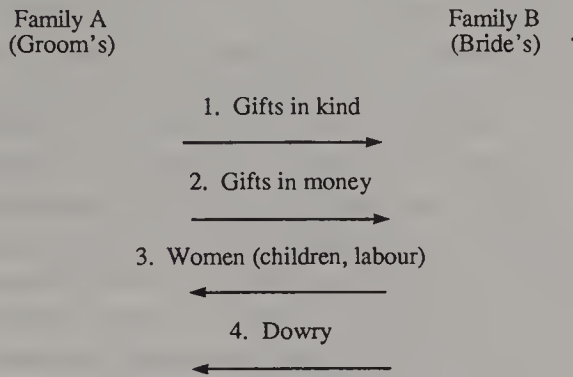 Family A
(Groom's)
Family B
(Bride's)
1. Gifts in kind
2. Gifts in money
3. Women (children, labour)
4. Dowry